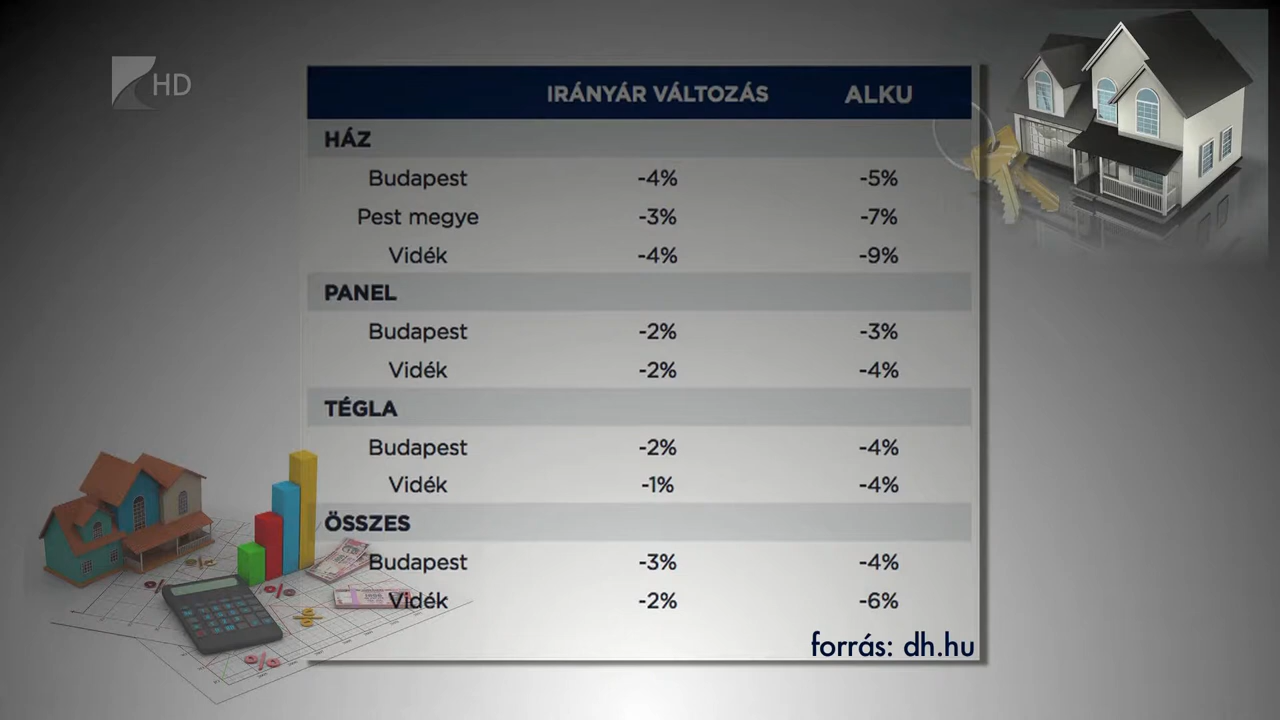 HD
IRÁNYÁR VÁLTOZÁS ALKU
HÁZ
Budapest -4% -5%
Pest megye -3% -7%
Vidék -4% -9%
PANEL
Budapest -2% -3%
Vidék -2% -4%
TÉGLA
Budapest -2% -4%
Vidék -1% -4%
ÖSSZES
Budapest -3% -4%
Vidék -2% -6%
forrás: dh.hu